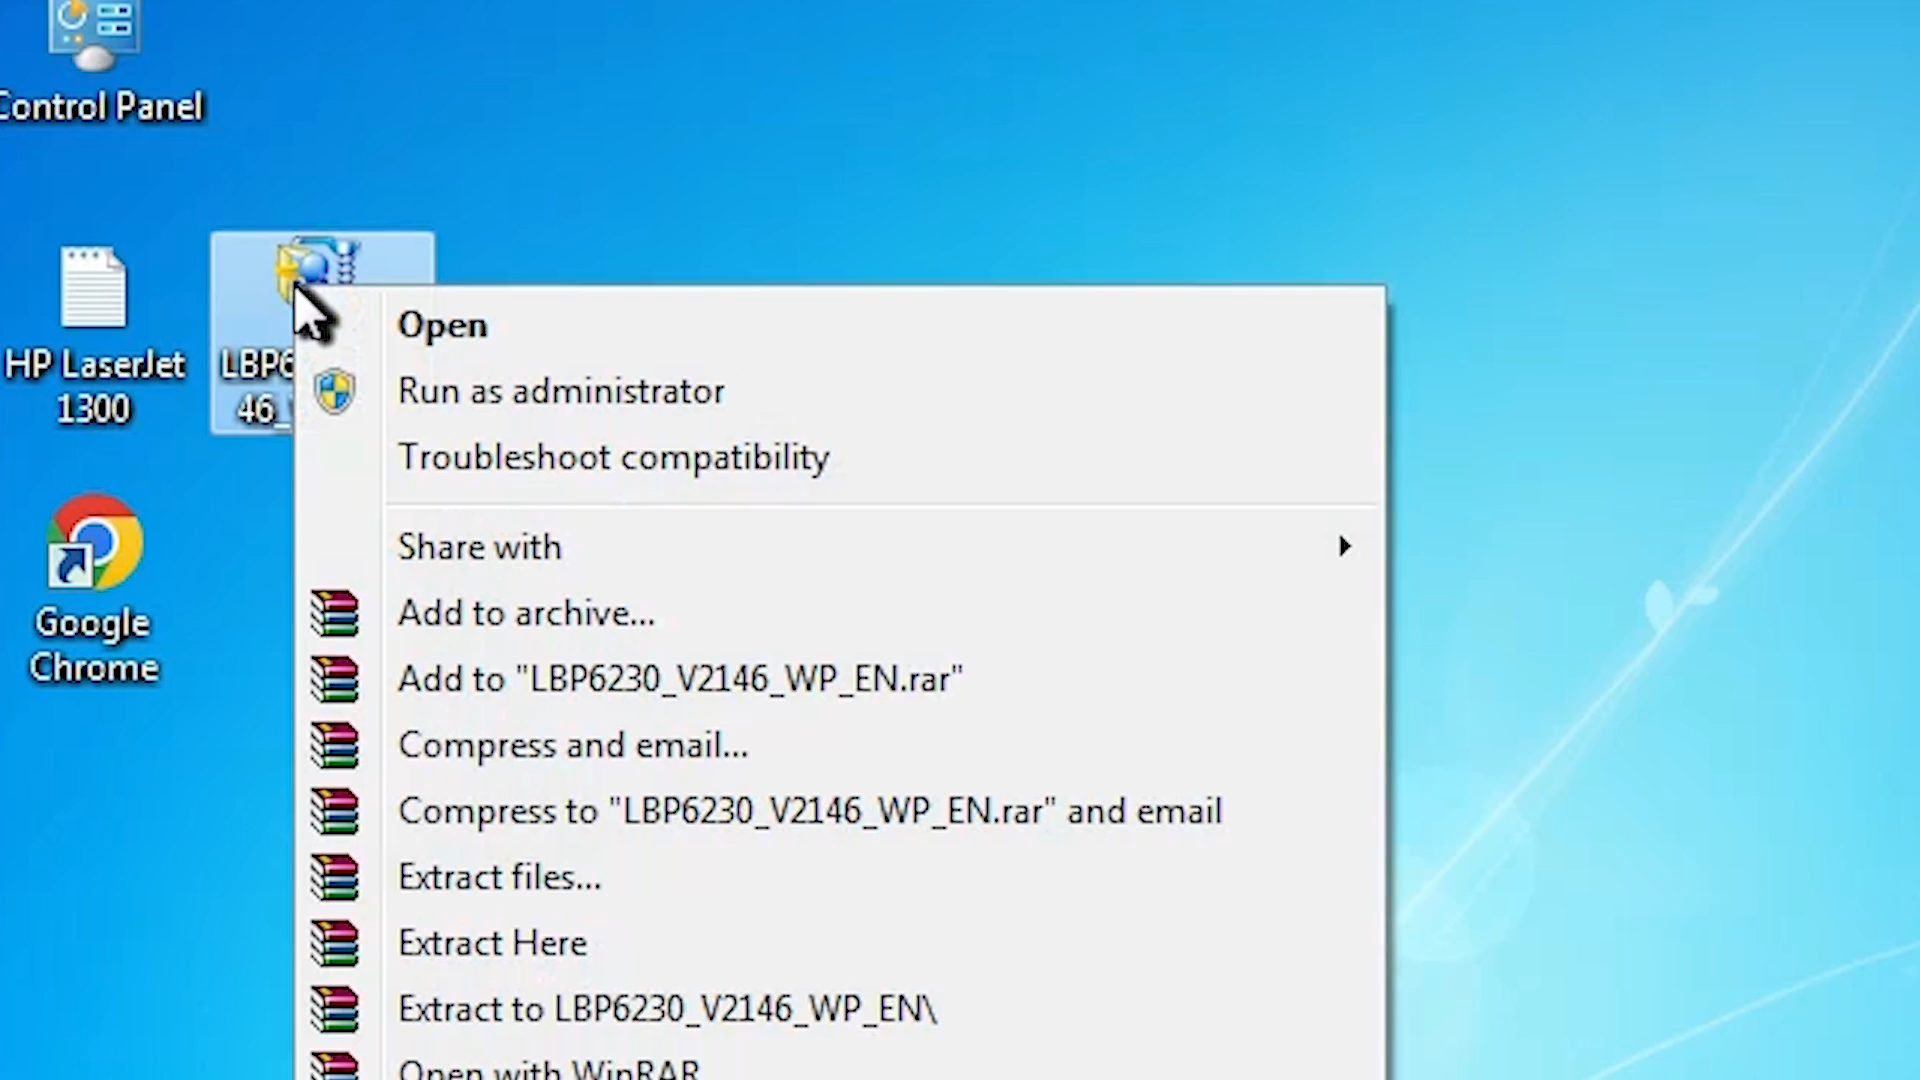 Control Panel
HP LaserJet
1300
LBP6
46_
Google
Chrome
Open
Run as administrator
Troubleshoot compatibility
Share with
Add to archive...
Add to "LBP6230_V2146_WP_EN.rar"
Compress and email...
Compress to "LBP6230_V2146_WP_EN.rar" and email
Extract files...
Extract Here
Extract to LBP6230_V2146_WP_EN\
Open with WinRAR